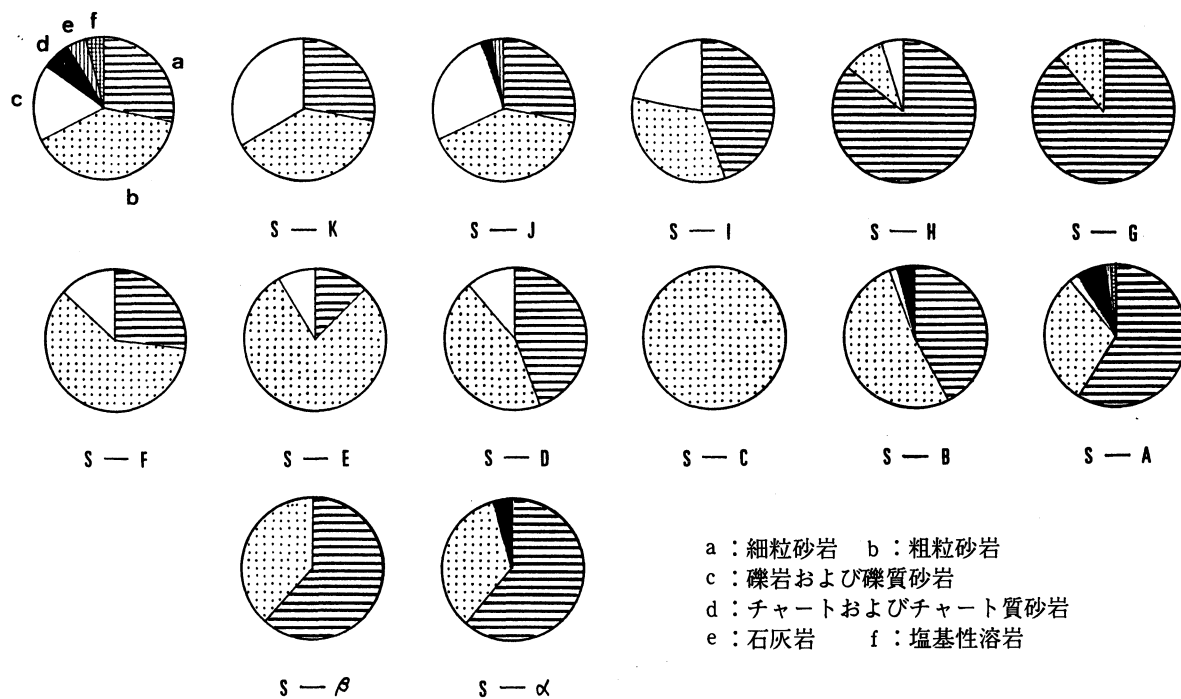 e f
d
a
c
b
S — K S — J S — I S — H S — G
S — F S — E S — D S — C S — B S — A
S — β S — α
a：細粒砂岩 b：粗粒砂岩
c：礫岩および礫質砂岩
d：チャートおよびチャート質砂岩
e：石灰岩 f：塩基性溶岩